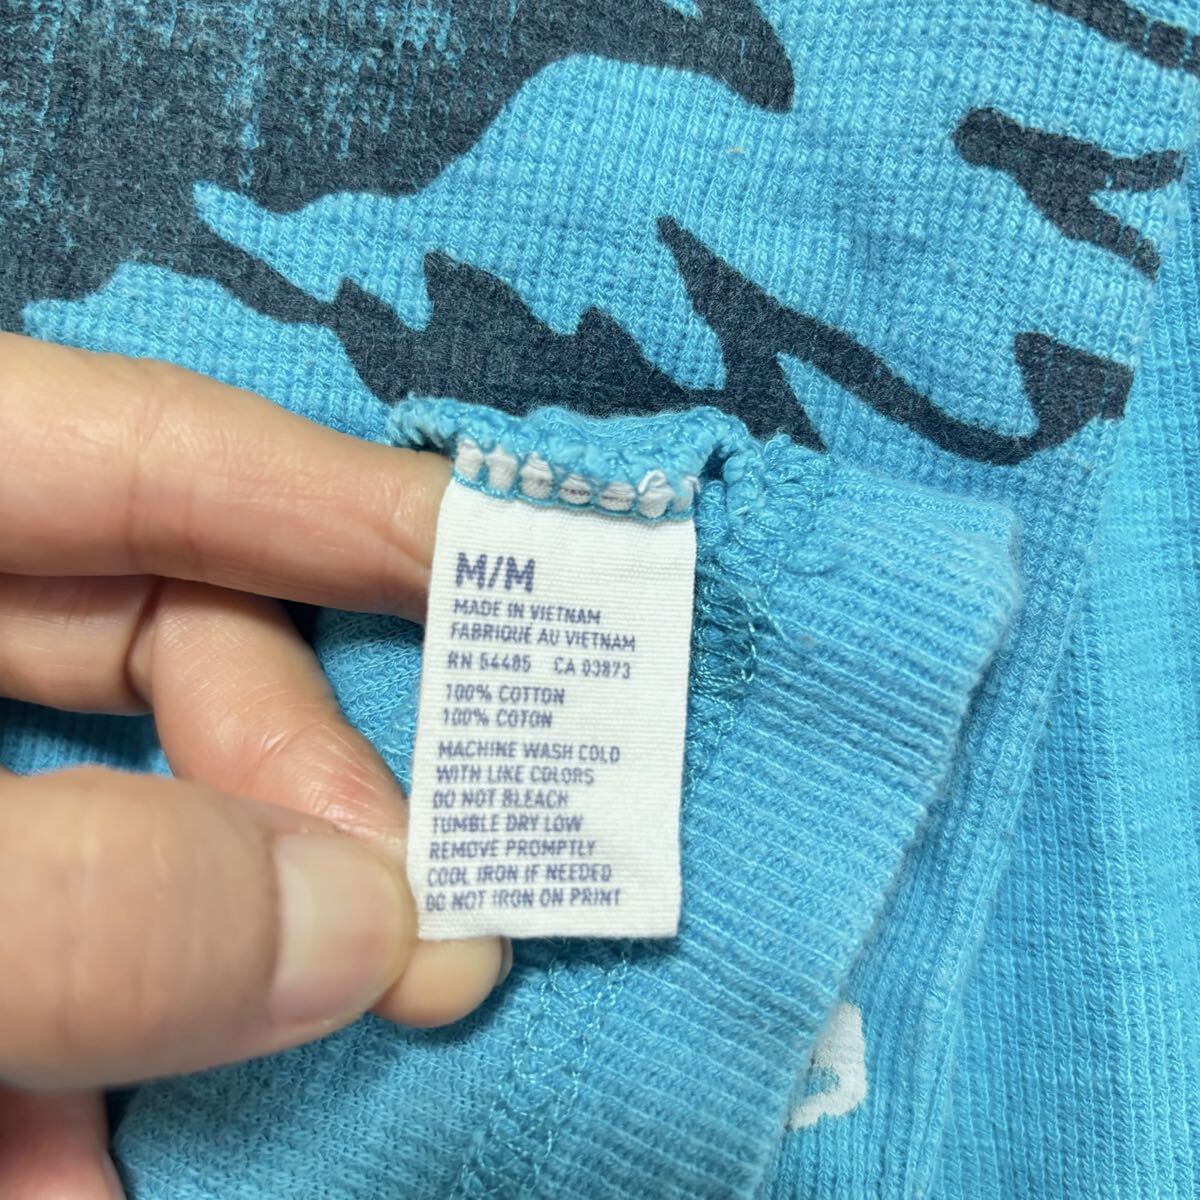 M/M
MADE IN VIETNAM
FABRIQUÉ AU VIETNAM
RN 54485 CA 03873
100% COTTON
100% COTON
MACHINE WASH COLD
WITH LIKE COLORS
DO NOT BLEACH
TUMBLE DRY LOW
REMOVE PROMPTLY
COOL IRON IF NEEDED
DO NOT IRON ON PRINT